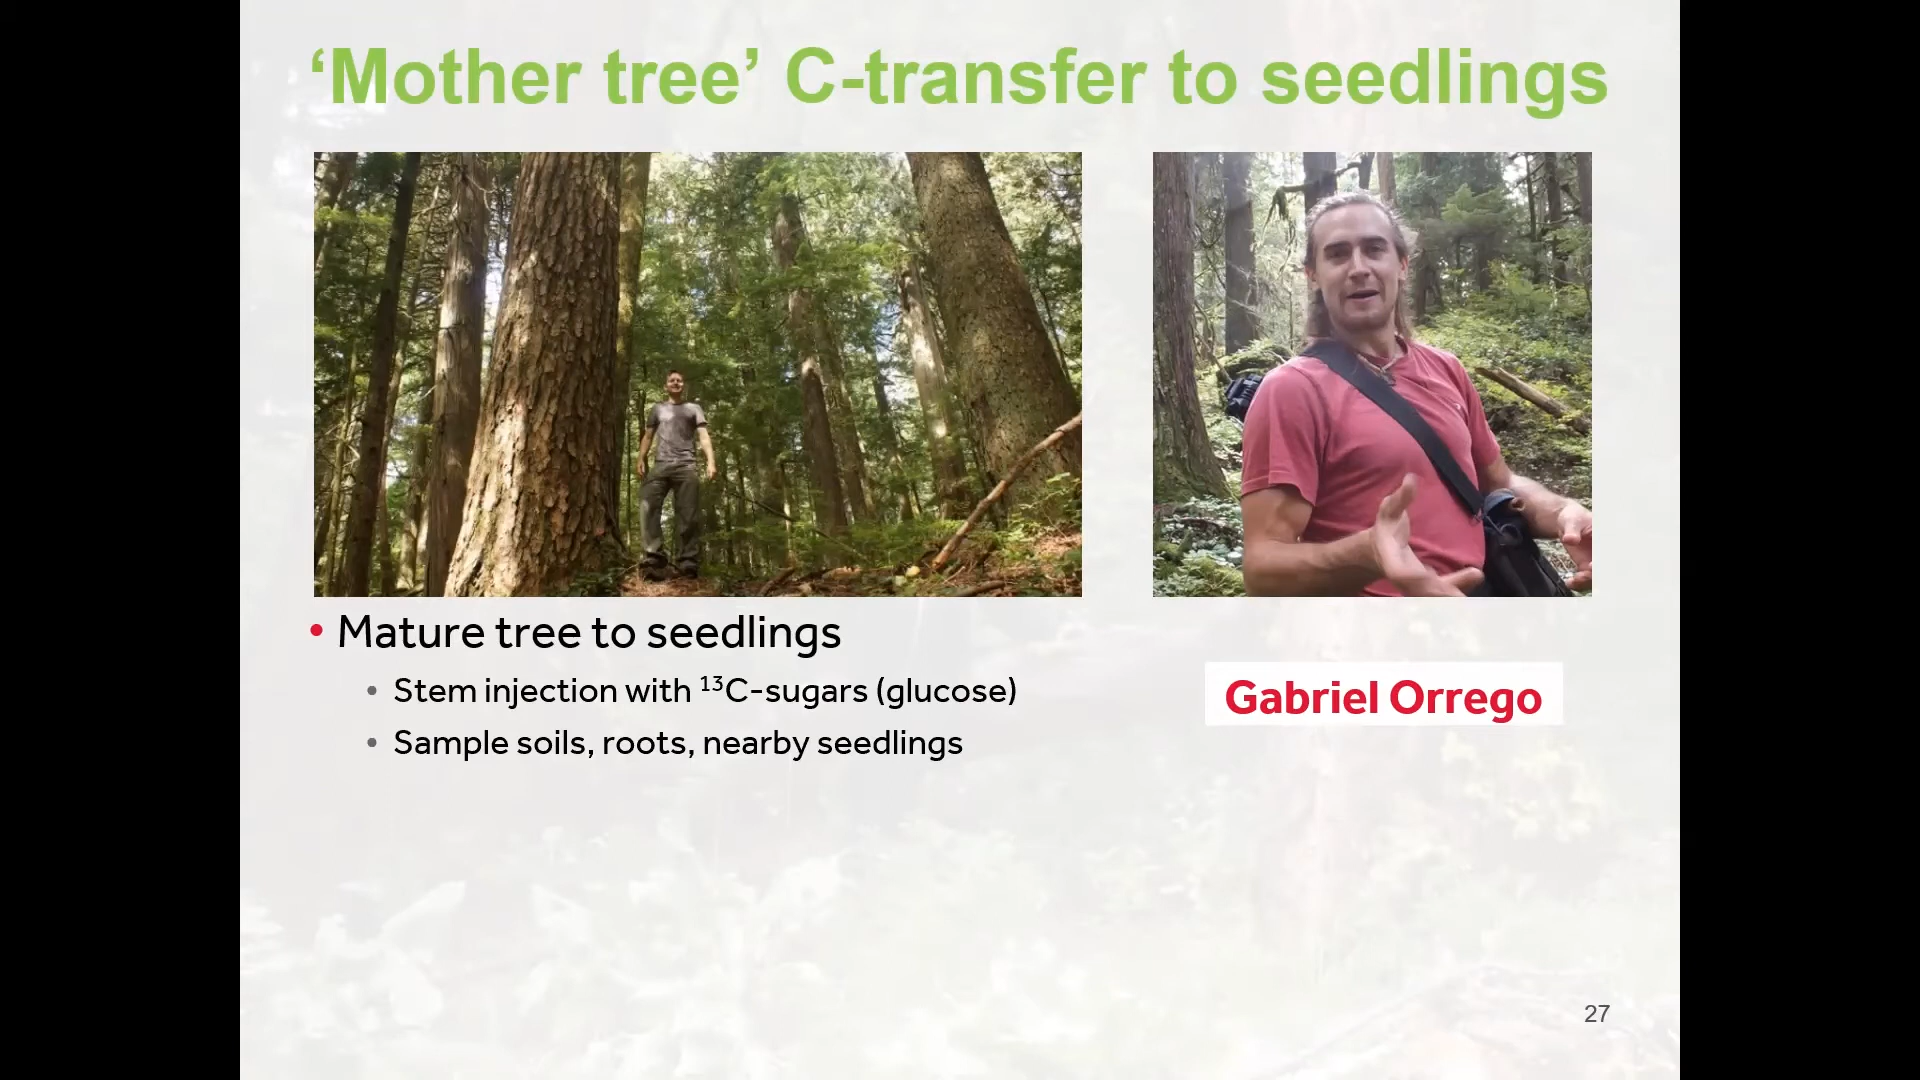 ‘Mother tree’ C-transfer to seedlings
• Mature tree to seedlings
• Stem injection with ¹³C-sugars (glucose)
• Sample soils, roots, nearby seedlings
Gabriel Orrego
27